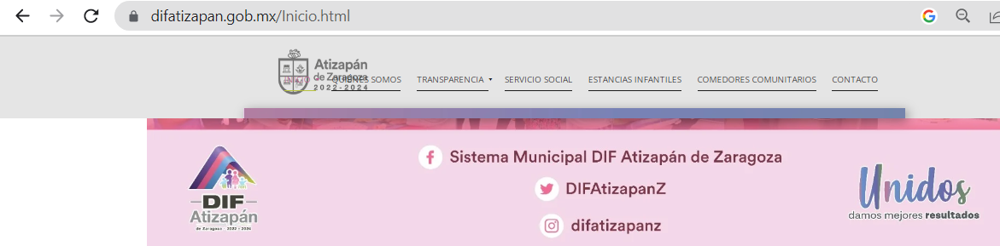 difatizapan.gob.mx/Inicio.html
Atizapán
de Zaragoza
2022-2024
INICIO QUIENES SOMOS TRANSPARENCIA SERVICIO SOCIAL ESTANCIAS INFANTILES COMEDORES COMUNITARIOS CONTACTO
Sistema Municipal DIF Atizapán de Zaragoza
DIFAtizapanZ
difatizapanz
DIF
Atizapán
de Zaragoza 2022 - 2024
Unidos
damos mejores resultados